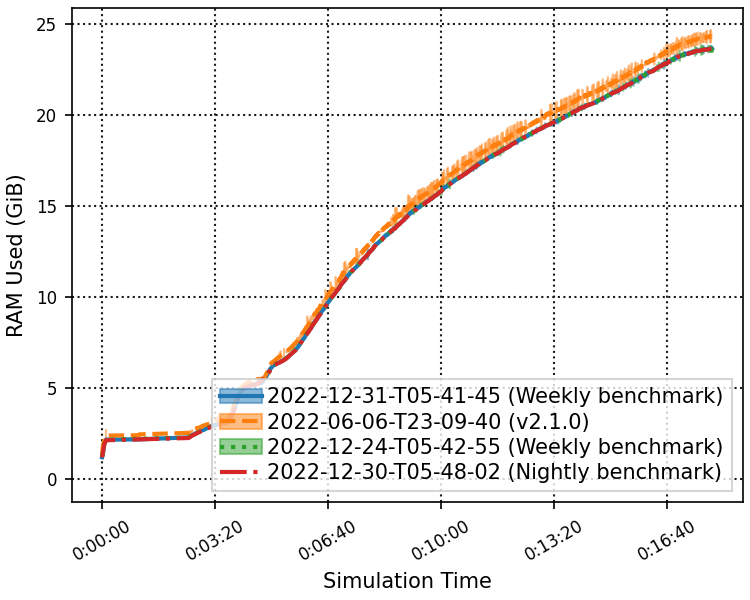 25
20
15
10
5
0
RAM Used (GiB)
2022-12-31-T05-41-45 (Weekly benchmark)
2022-06-06-T23-09-40 (v2.1.0)
2022-12-24-T05-42-55 (Weekly benchmark)
2022-12-30-T05-48-02 (Nightly benchmark)
0:00:00
0:03:20
0:06:40
0:10:00
0:13:20
0:16:40
Simulation Time